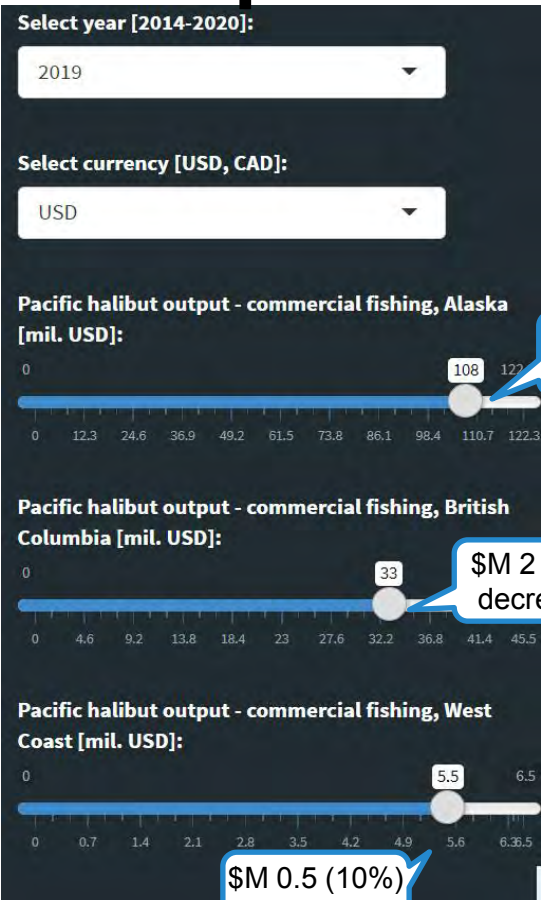 Select year [2014-2020]:
2019
Select currency [USD, CAD]:
USD
Pacific halibut output - commercial fishing, Alaska
[mil. USD]:
0 108
0 12.3 24.6 36.9 49.2 61.5 73.8 86.1 98.4 110.7 122.3
Pacific halibut output - commercial fishing, British
Columbia [mil. USD]:
0 33
$M 2
0 4.6 9.2 13.8 18.4 23 27.6 32.2 36.8 41.4 45.5
Pacific halibut output - commercial fishing, West
Coast [mil. USD]:
0 5.5 6.5
0 0.7 1.4 2.1 2.8 3.5 4.2 4.9 5.6 6.3 6.5
$M 0.5 (10%)